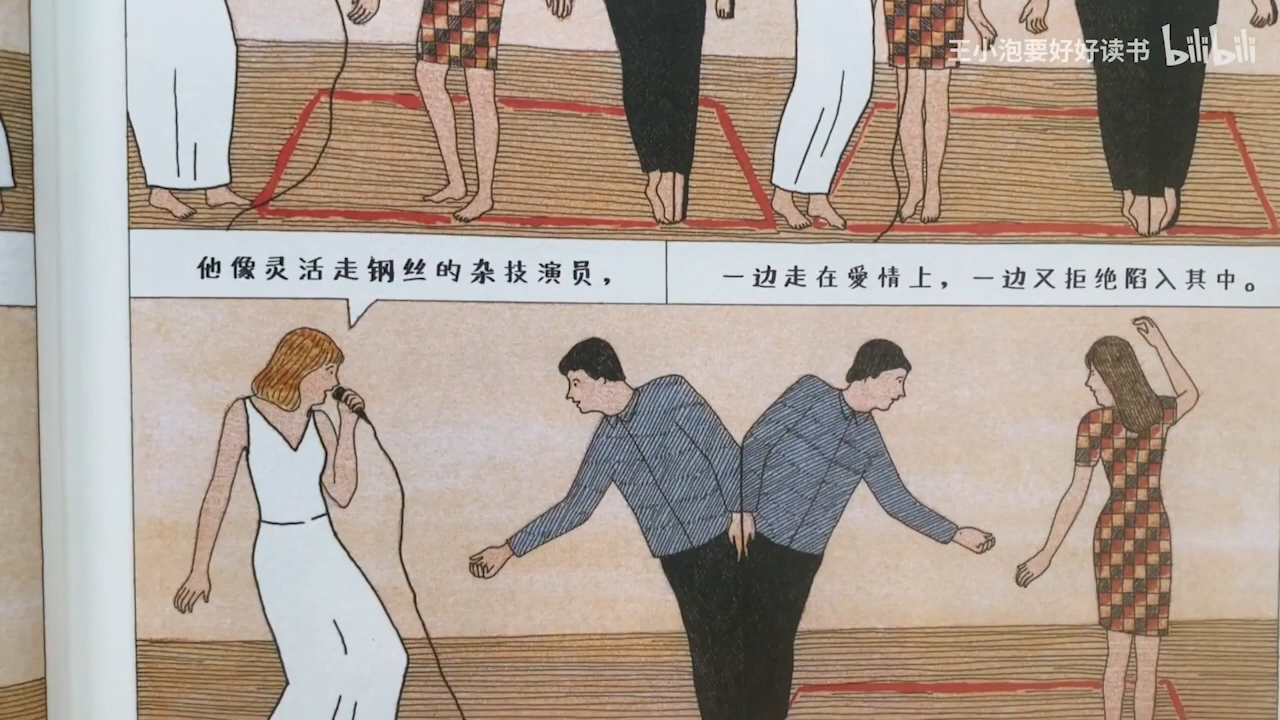 王小泡要好好读书 bilibili
他像灵活走钢丝的杂技演员，
一边走在愛情上，一边又拒绝陷入其中。